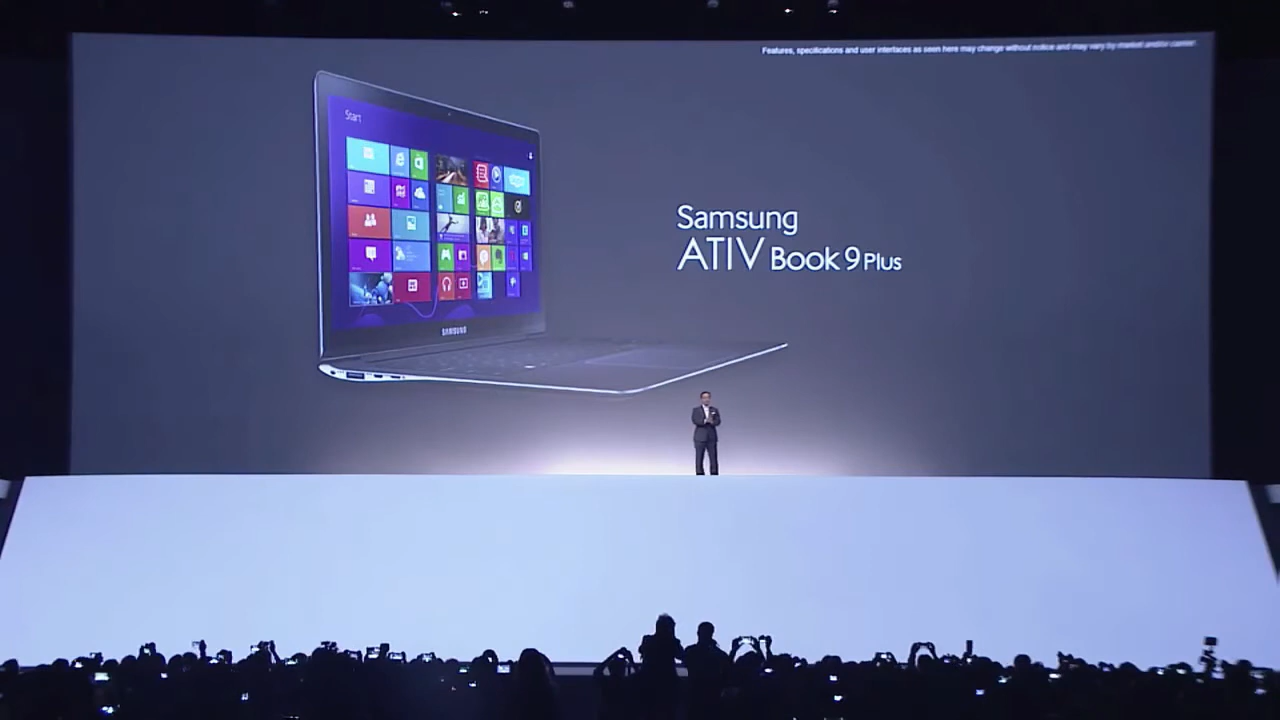 Features, specifications and user interfaces as seen here may change without notice and may vary by market and/or carrier.
Start
Samsung
ATIV Book 9 Plus
SAMSUNG